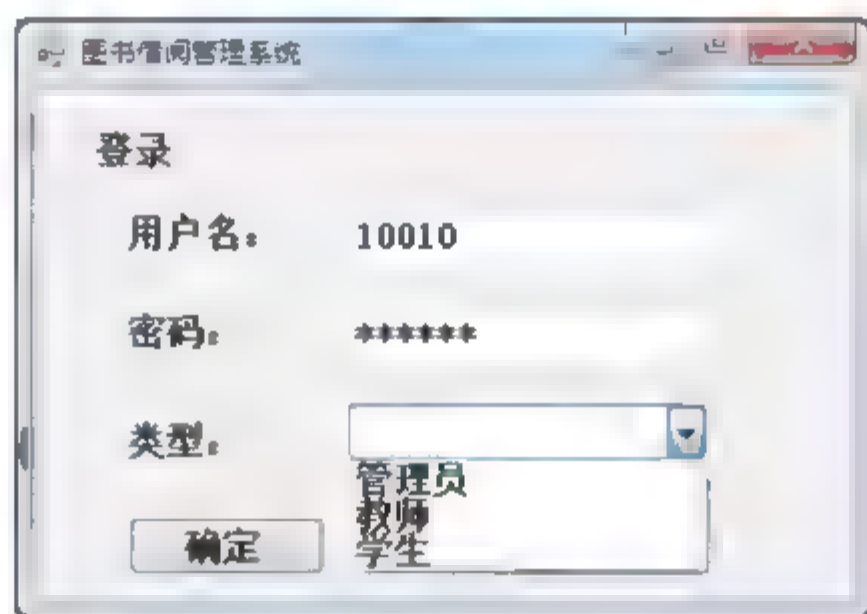 图书借阅管理系统
登录
用户名： 10010
密码： ******
类型：
管理员
教师
学生
确定